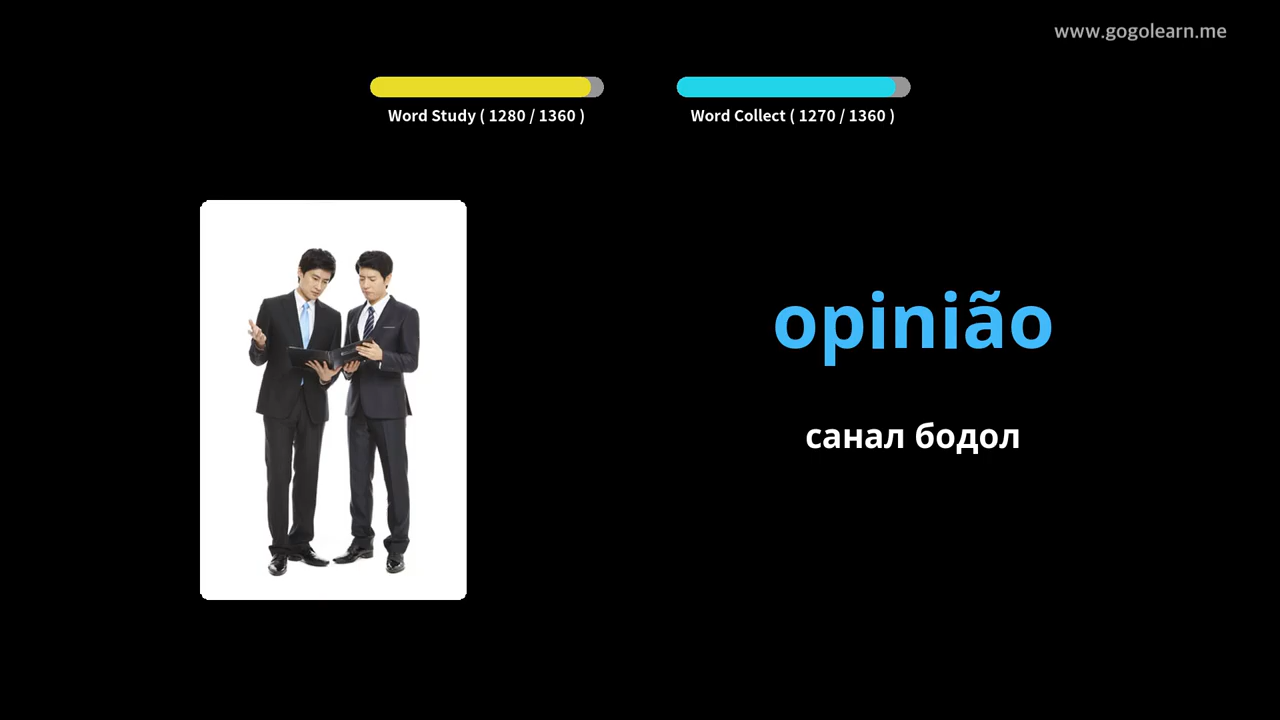 www.gogolearn.me
Word Study ( 1280 / 1360 )
Word Collect ( 1270 / 1360 )
opinião
санал бодол